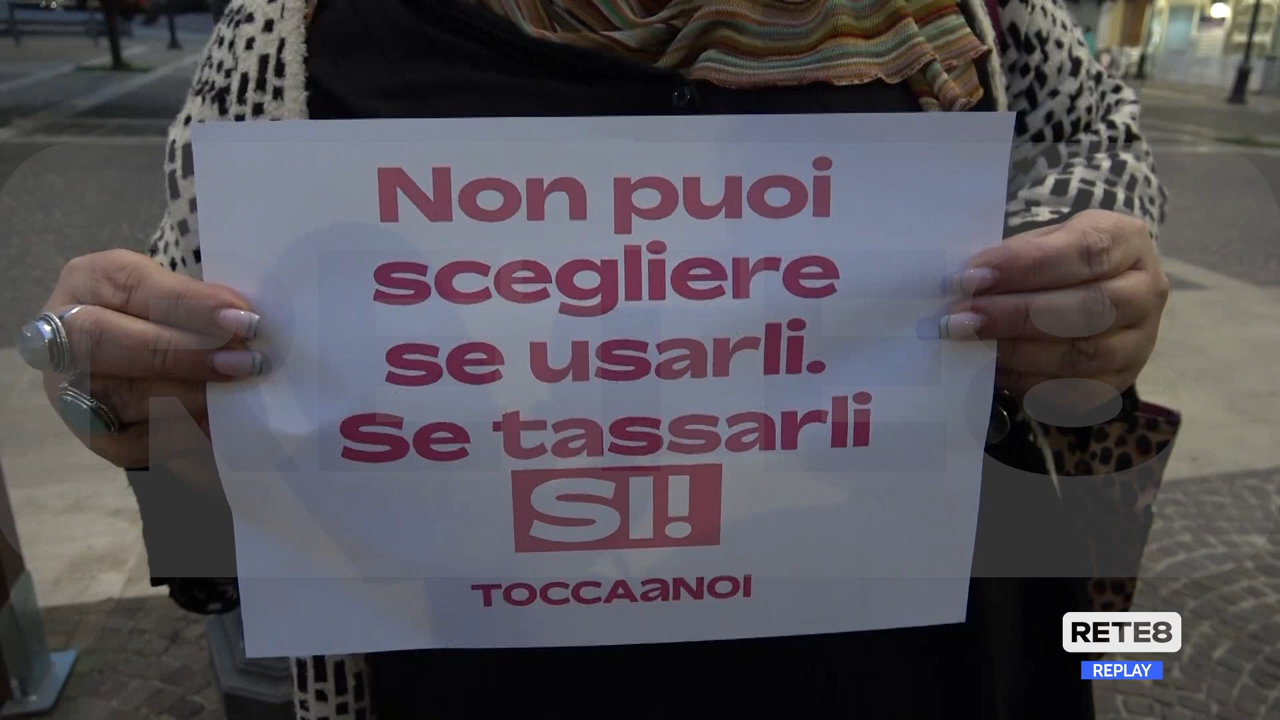 Non puoi
scegliere
se usarli.
Se tassarli
SI!
TOCCAaNOI
RETE8
REPLAY